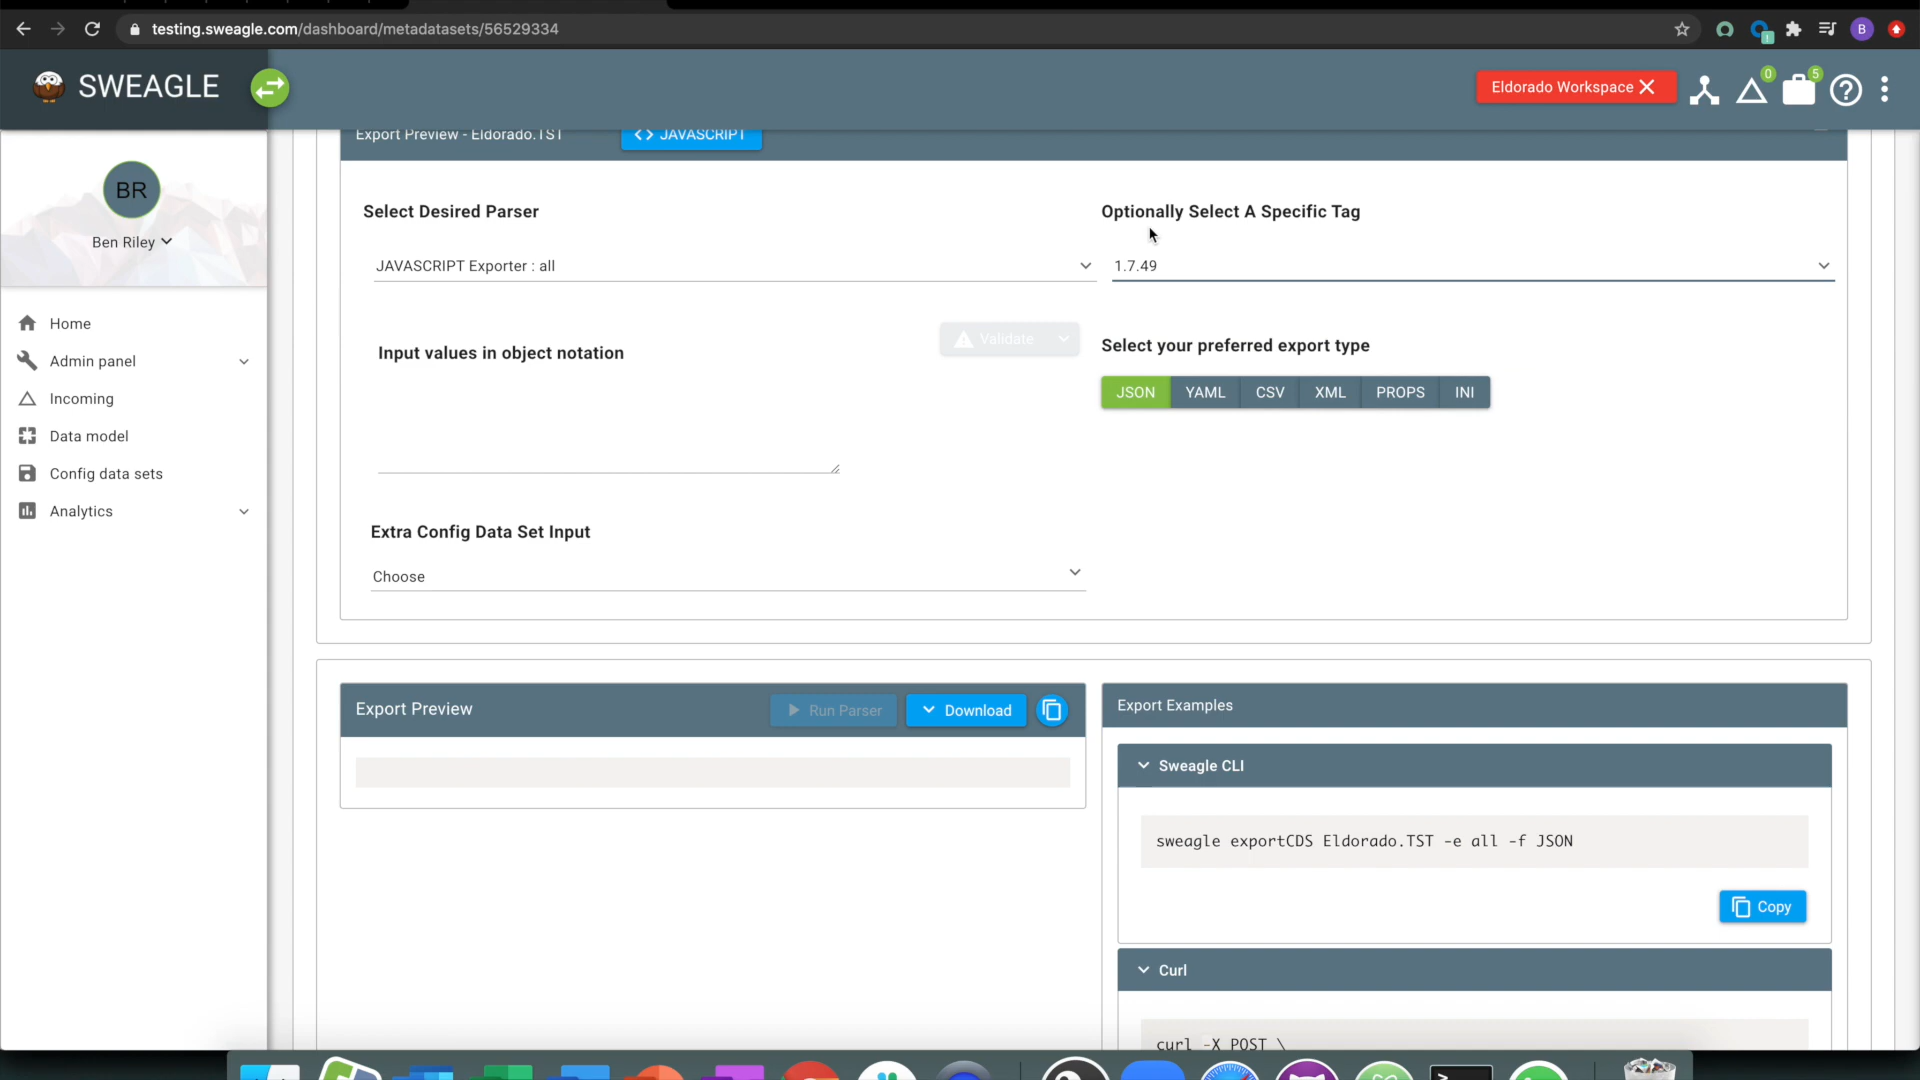 testing.sweagle.com/dashboard/metadatasets/56529334
B
SWEAGLE
Eldorado Workspace
0
5
Export Preview - Eldorado.TST
<> JAVASCRIPT
BR
Ben Riley
Home
Admin panel
Incoming
Data model
Config data sets
Analytics
Select Desired Parser
JAVASCRIPT Exporter : all
Optionally Select A Specific Tag
1.7.49
Input values in object notation
Validate
Select your preferred export type
JSON YAML CSV XML PROPS INI
Extra Config Data Set Input
Choose
Export Preview
Run Parser
Download
Export Examples
Sweagle CLI
sweagle exportCDS Eldorado.TST -e all -f JSON
Copy
Curl
curl -X POST \